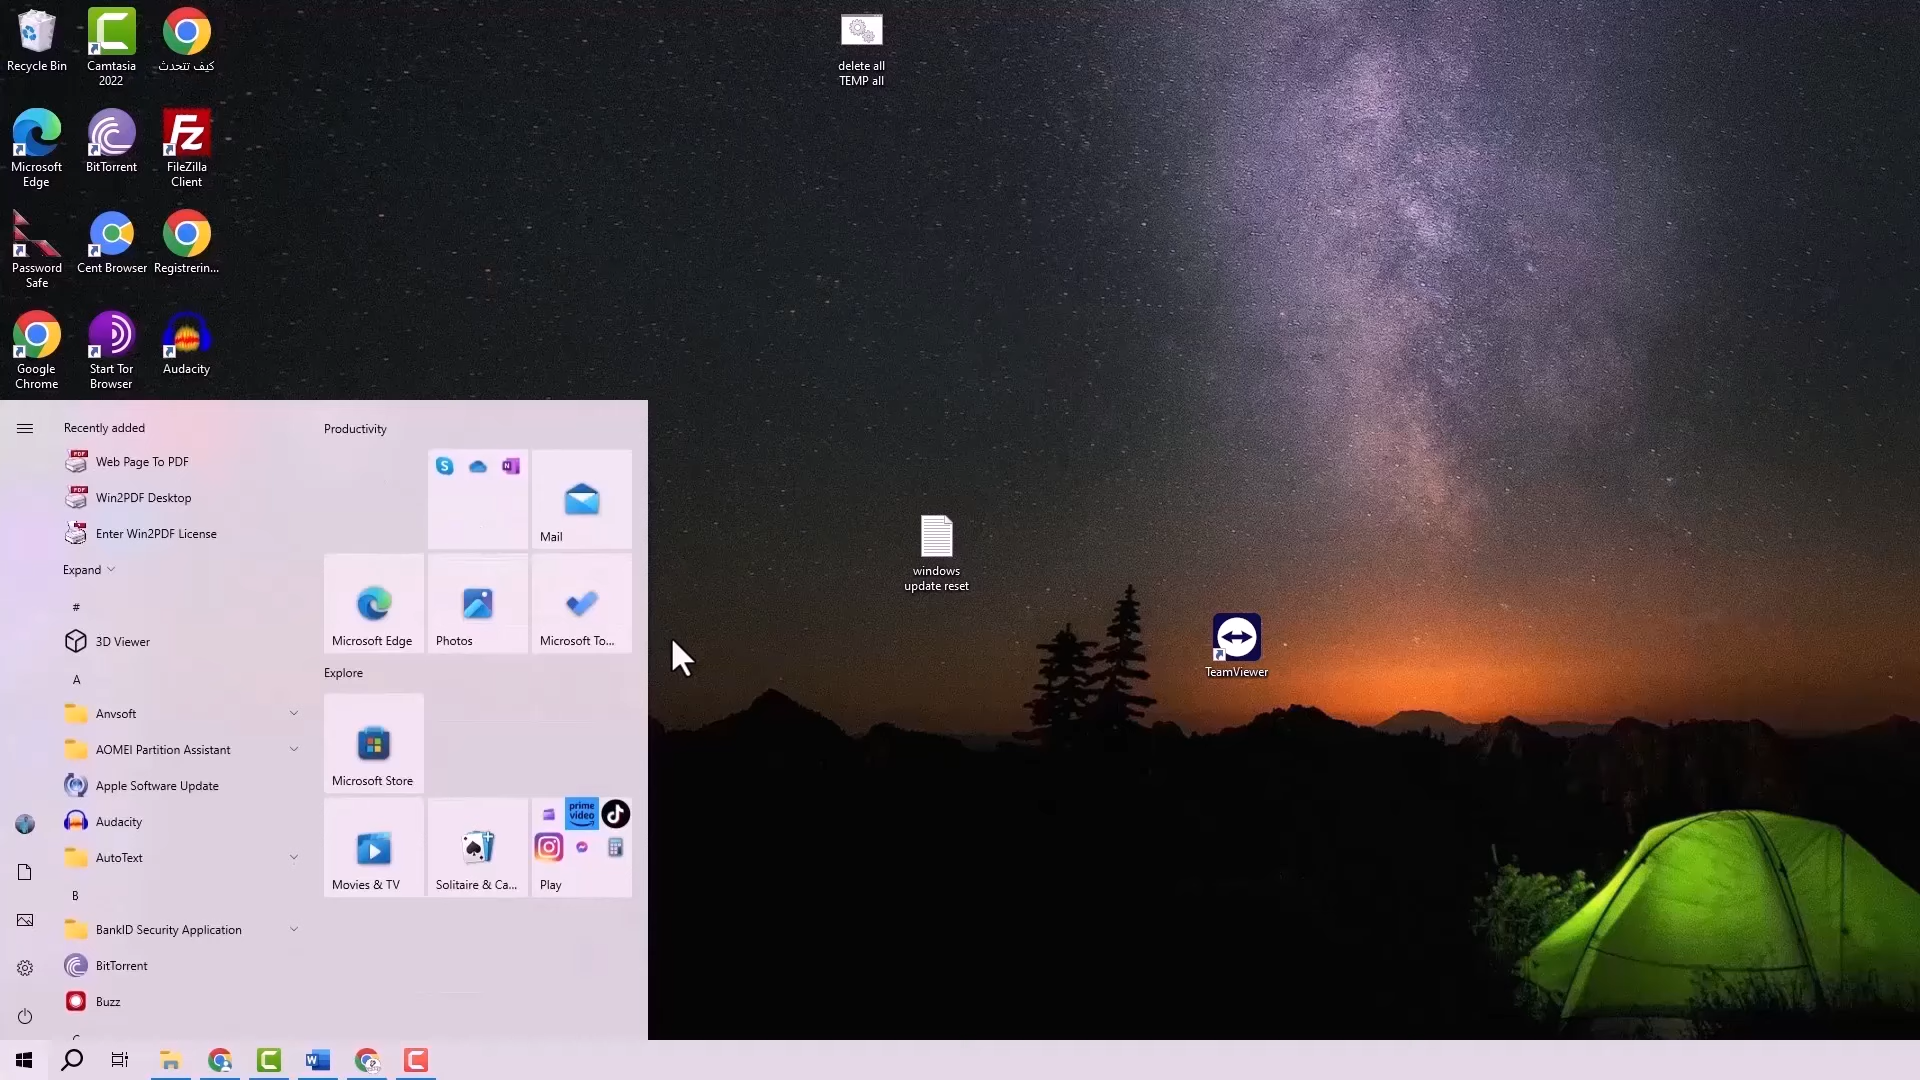 Recycle Bin
Camtasia
2022
كيف تتحدث
delete all
TEMP all
Microsoft
Edge
BitTorrent
FileZilla
Client
Password
Safe
Cent Browser
Registrerin...
Google
Chrome
Start Tor
Browser
Audacity
windows
update reset
TeamViewer
Recently added
Web Page To PDF
Win2PDF Desktop
Enter Win2PDF License
Expand
#
3D Viewer
A
Anvsoft
AOMEI Partition Assistant
Apple Software Update
Audacity
AutoText
B
BankID Security Application
BitTorrent
Buzz
Productivity
Mail
Microsoft Edge
Photos
Microsoft To...
Explore
Microsoft Store
Movies & TV
Solitaire & Ca...
prime
video
Play